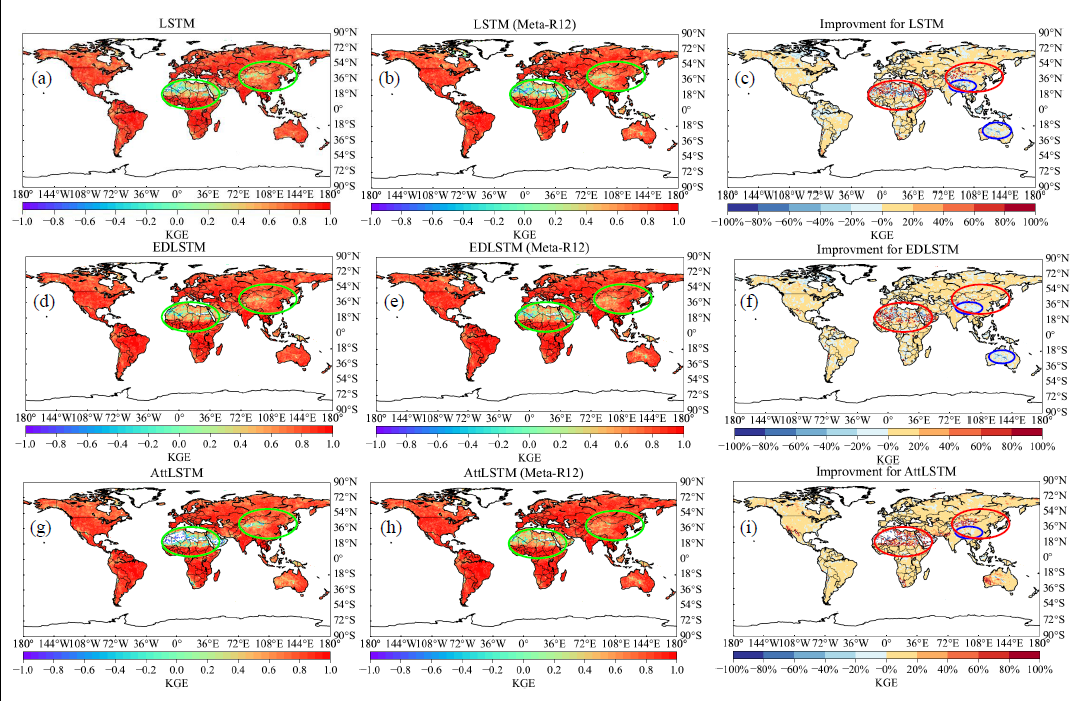 LSTM
LSTM (Meta-R12)
Improvment for LSTM
(a)
90°N
72°N
54°N
36°N
18°N
0°
18°S
36°S
54°S
72°S
90°S
180° 144°W108°W 72°W 36°W 0° 36°E 72°E 108°E 144°E 180°
−1.0 −0.8 −0.6 −0.4 −0.2 0.0 0.2 0.4 0.6 0.8 1.0
KGE
(b)
90°N
72°N
54°N
36°N
18°N
0°
18°S
36°S
54°S
72°S
90°S
180° 144°W108°W 72°W 36°W 0° 36°E 72°E 108°E 144°E 180°
−1.0 −0.8 −0.6 −0.4 −0.2 0.0 0.2 0.4 0.6 0.8 1.0
KGE
(c)
90°N
72°N
54°N
36°N
18°N
0°
18°S
36°S
54°S
72°S
90°S
180° 144°W108°W 72°W 36°W 0° 36°E 72°E 108°E 144°E 180°
−100% −80% −60% −40% −20% −0% 20% 40% 60% 80% 100%
KGE
EDLSTM
EDLSTM (Meta-R12)
Improvment for EDLSTM
(d)
90°N
72°N
54°N
36°N
18°N
0°
18°S
36°S
54°S
72°S
90°S
180° 144°W108°W 72°W 36°W 0° 36°E 72°E 108°E 144°E 180°
−1.0 −0.8 −0.6 −0.4 −0.2 0.0 0.2 0.4 0.6 0.8 1.0
KGE
(e)
90°N
72°N
54°N
36°N
18°N
0°
18°S
36°S
54°S
72°S
90°S
180° 144°W108°W 72°W 36°W 0° 36°E 72°E 108°E 144°E 180°
−1.0 −0.8 −0.6 −0.4 −0.2 0.0 0.2 0.4 0.6 0.8 1.0
KGE
(f)
90°N
72°N
54°N
36°N
18°N
0°
18°S
36°S
54°S
72°S
90°S
180° 144°W108°W 72°W 36°W 0° 36°E 72°E 108°E 144°E 180°
−100% −80% −60% −40% −20% −0% 20% 40% 60% 80% 100%
KGE
AttLSTM
AttLSTM (Meta-R12)
Improvment for AttLSTM
(g)
90°N
72°N
54°N
36°N
18°N
0°
18°S
36°S
54°S
72°S
90°S
180° 144°W108°W 72°W 36°W 0° 36°E 72°E 108°E 144°E 180°
−1.0 −0.8 −0.6 −0.4 −0.2 0.0 0.2 0.4 0.6 0.8 1.0
KGE
(h)
90°N
72°N
54°N
36°N
18°N
0°
18°S
36°S
54°S
72°S
90°S
180° 144°W108°W 72°W 36°W 0° 36°E 72°E 108°E 144°E 180°
−1.0 −0.8 −0.6 −0.4 −0.2 0.0 0.2 0.4 0.6 0.8 1.0
KGE
(i)
90°N
72°N
54°N
36°N
18°N
0°
18°S
36°S
54°S
72°S
90°S
180° 144°W108°W 72°W 36°W 0° 36°E 72°E 108°E 144°E 180°
−100% −80% −60% −40% −20% −0% 20% 40% 60% 80% 100%
KGE